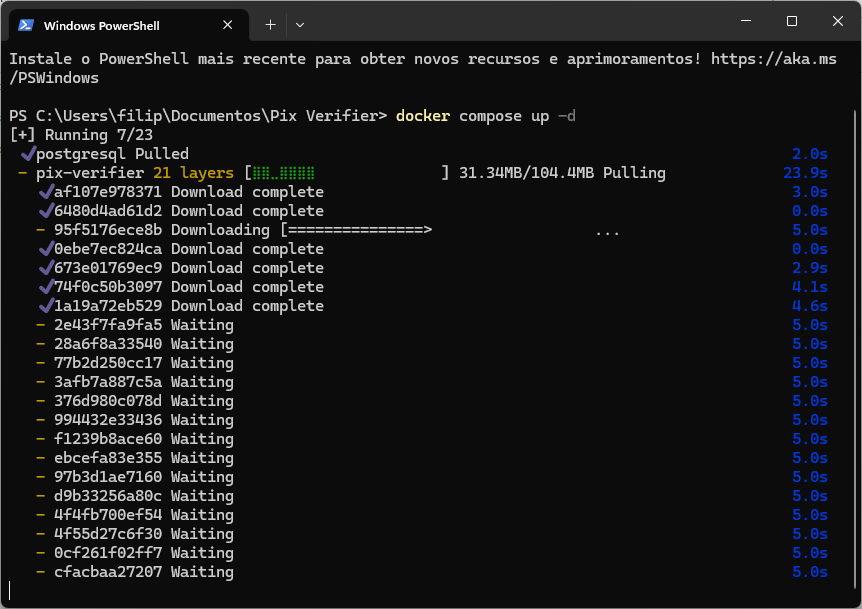 Windows PowerShell
Instale o PowerShell mais recente para obter novos recursos e aprimoramentos! https://aka.ms
/PSWindows
PS C:\Users\filip\Documentos\Pix Verifier> docker compose up -d
[+] Running 7/23
✔postgresql Pulled 2.0s
- pix-verifier 21 layers [⣿⣿⣀⣿⣿⣿⣿ ] 31.34MB/104.4MB Pulling 23.9s
✔af107e978371 Download complete 3.0s
✔6480d4ad61d2 Download complete 0.0s
- 95f5176ece8b Downloading [===============> ... 5.0s
✔0ebe7ec824ca Download complete 0.0s
✔673e01769ec9 Download complete 2.9s
✔74f0c50b3097 Download complete 4.1s
✔1a19a72eb529 Download complete 4.6s
- 2e43f7fa9fa5 Waiting 5.0s
- 28a6f8a33540 Waiting 5.0s
- 77b2d250cc17 Waiting 5.0s
- 3afb7a887c5a Waiting 5.0s
- 376d980c078d Waiting 5.0s
- 994432e33436 Waiting 5.0s
- f1239b8ace60 Waiting 5.0s
- ebcefa83e355 Waiting 5.0s
- 97b3d1ae7160 Waiting 5.0s
- d9b33256a80c Waiting 5.0s
- 4f4fb700ef54 Waiting 5.0s
- 4f55d27c6f30 Waiting 5.0s
- 0cf261f02ff7 Waiting 5.0s
- cfacbaa27207 Waiting 5.0s